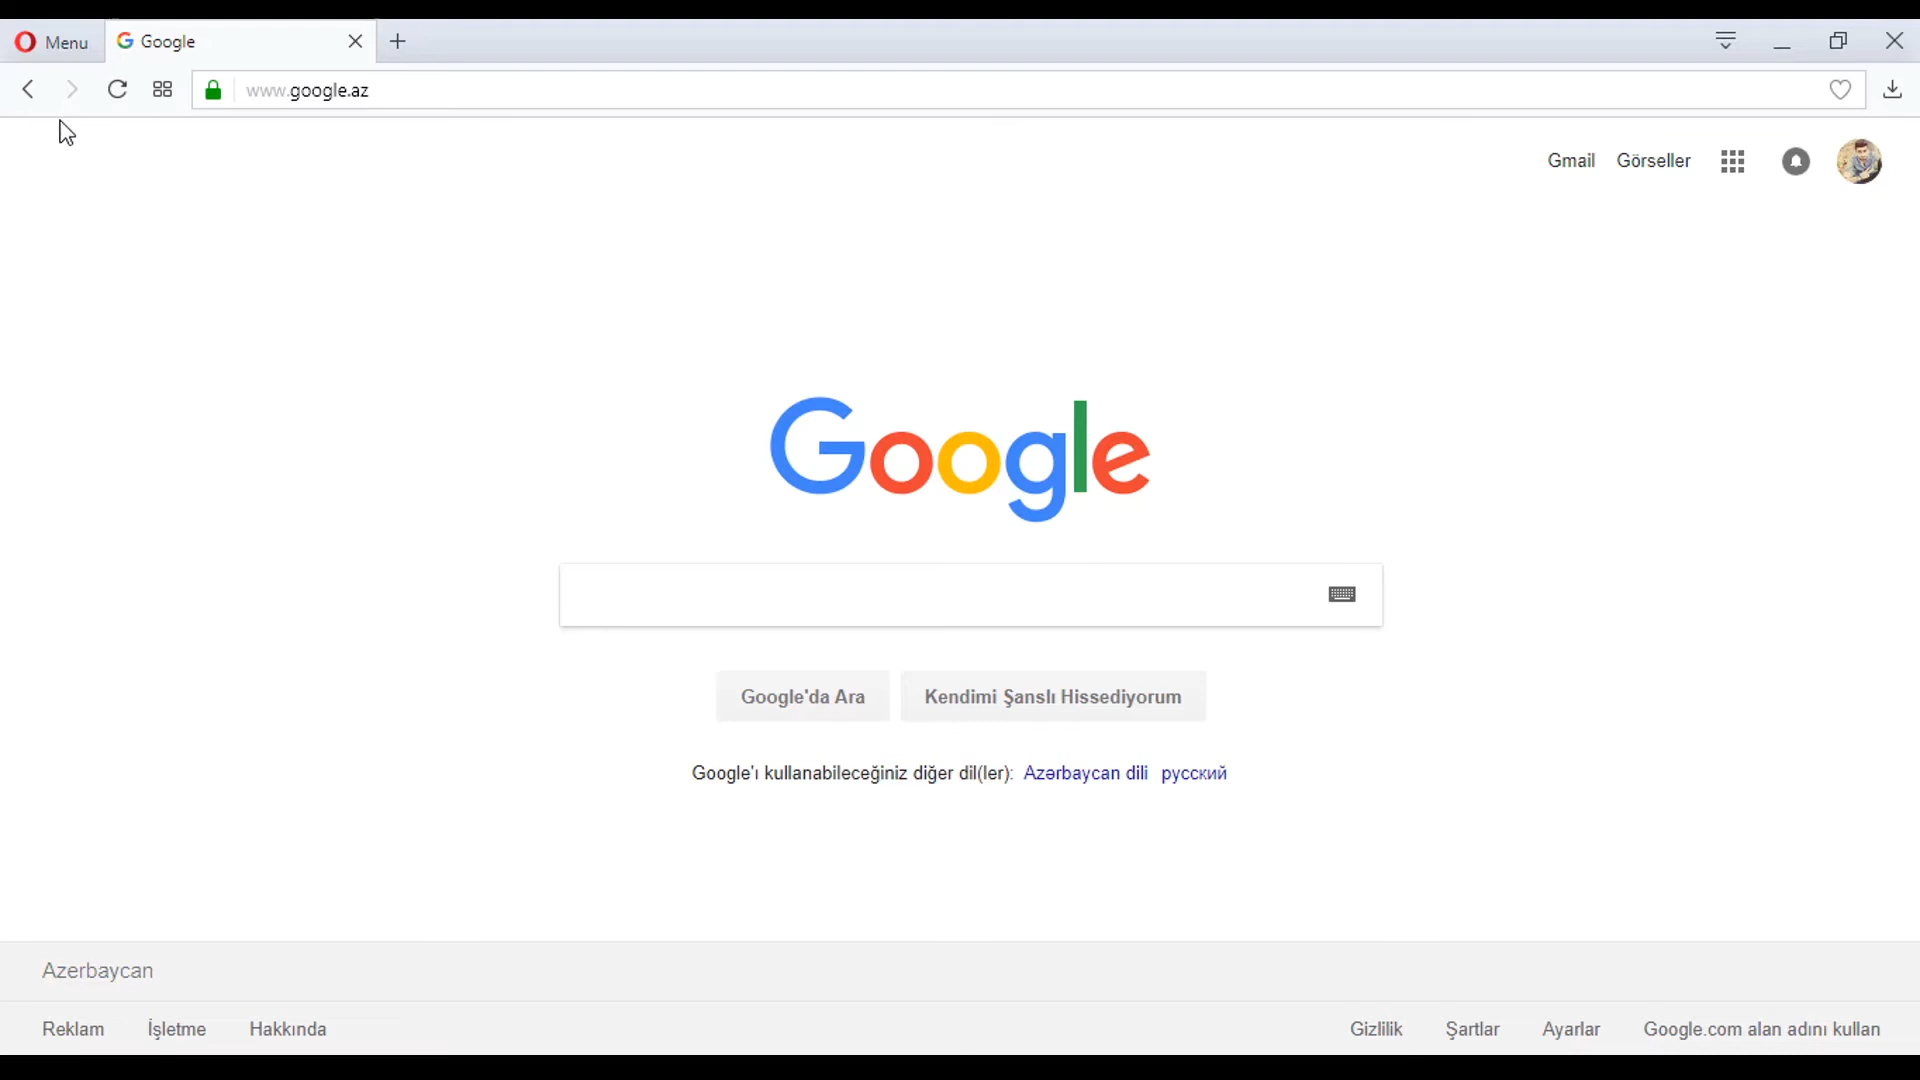 Menu
Google
www.google.az
Gmail Görseller
Google
Google'da Ara Kendimi Şanslı Hissediyorum
Google'ı kullanabileceğiniz diğer dil(ler): Azərbaycan dili русский
Azerbaycan
Reklam İşletme Hakkında Gizlilik Şartlar Ayarlar Google.com alan adını kullan